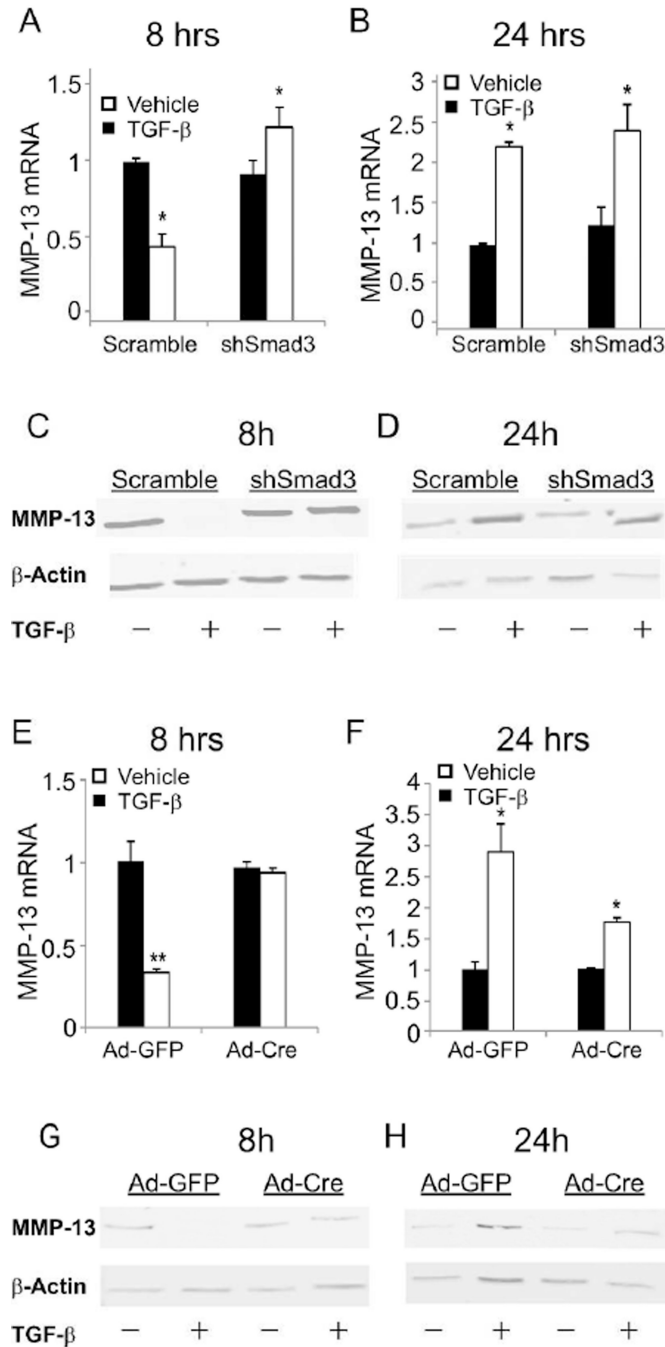 A 8 hrs
MMP-13 mRNA
1.5
1
0.5
0
Vehicle
TGF-β
*
*
Scramble shSmad3
B 24 hrs
MMP-13 mRNA
3
2.5
2
1.5
1
0.5
0
Vehicle
TGF-β
*
*
Scramble shSmad3
C 8h
Scramble shSmad3
MMP-13
β-Actin
TGF-β − + − +
D 24h
Scramble shSmad3
− + − +
E 8 hrs
MMP-13 mRNA
1.5
1
0.5
0
Vehicle
TGF-β
**
Ad-GFP Ad-Cre
F 24 hrs
MMP-13 mRNA
4
3.5
3
2.5
2
1.5
1
0.5
0
Vehicle
TGF-β
*
*
Ad-GFP Ad-Cre
G 8h
Ad-GFP Ad-Cre
MMP-13
β-Actin
TGF-β − + − +
H 24h
Ad-GFP Ad-Cre
− + − +